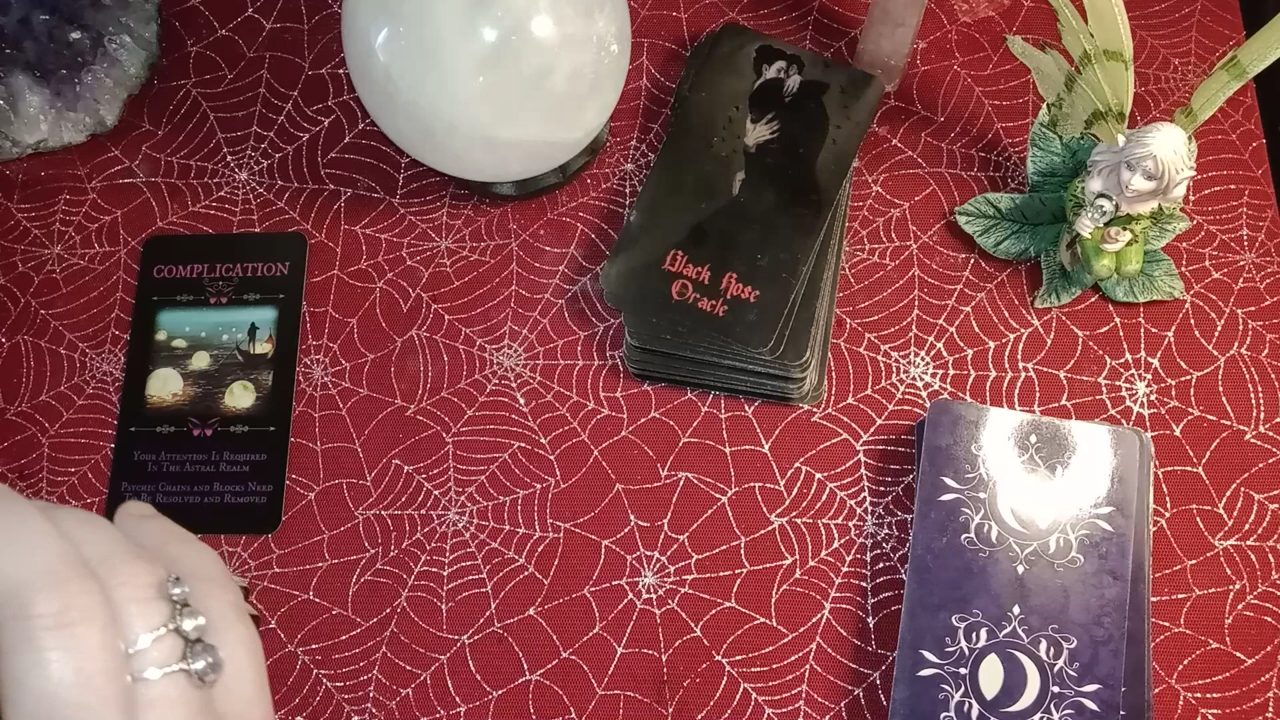 COMPLICATION
Your Attention Is Required
In The Astral Realm
Psychic Chains and Blocks Need
To Be Resolved and Removed
Black Rose
Oracle